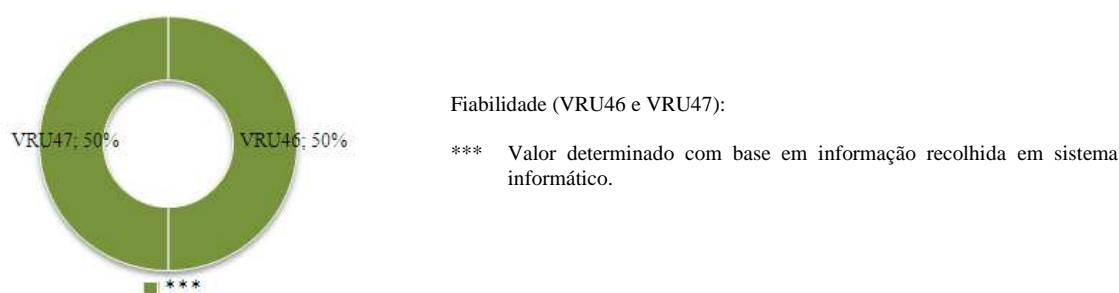 VRU47; 50%
VRU46; 50%
***
Fiabilidade (VRU46 e VRU47):
*** Valor determinado com base em informação recolhida em sistema
informático.